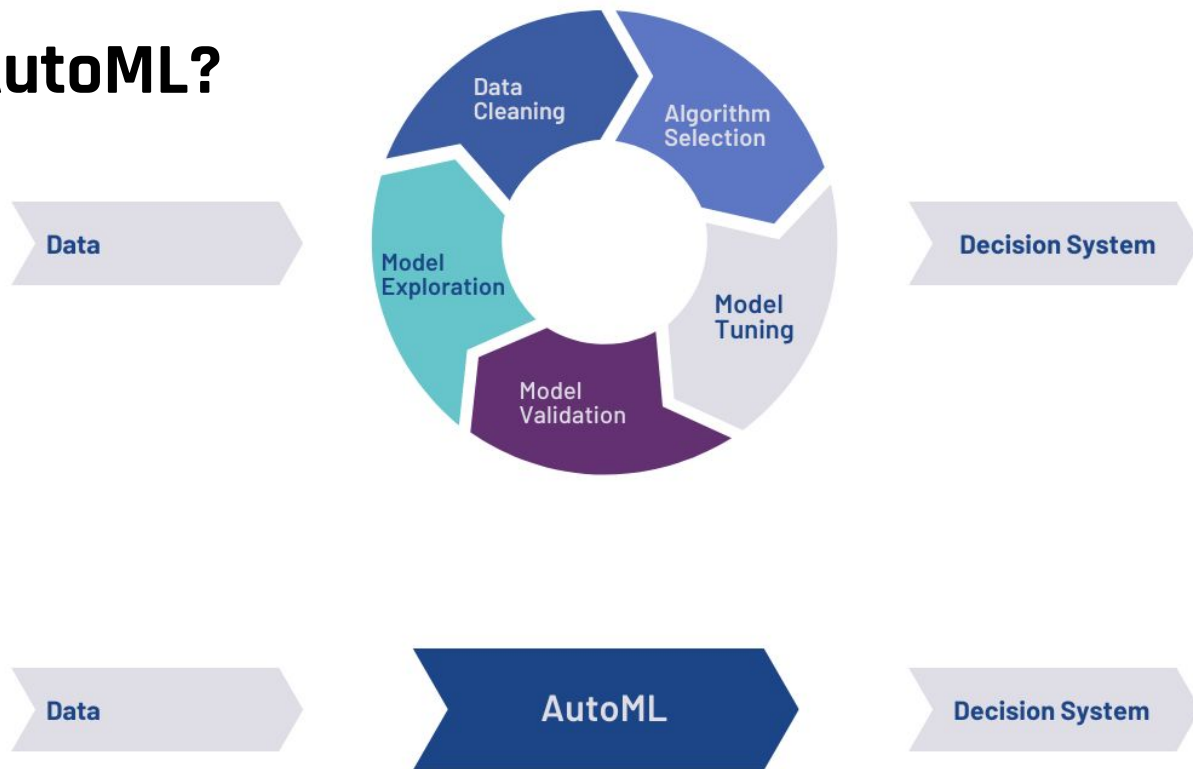 utoML?
Data
Cleaning
Algorithm
Selection
Data
Model
Exploration
Model
Tuning
Model
Validation
Decision System
Data
AutoML
Decision System